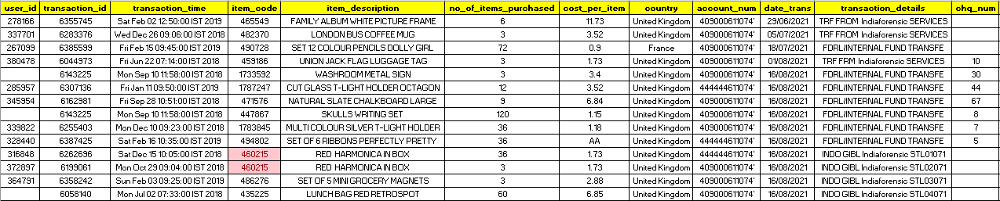 user_id transaction_id transaction_time item_code item_description no_of_items_purchased cost_per_item country account_num date_trans transaction_details chq_num
278166 6355745 Sat Feb 02 12:50:00 IST 2019 465549 FAMILY ALBUM WHITE PICTURE FRAME 6 11.73 United Kingdom 409000611074' 29/06/2021 TRF FROM Indiaforensic SERVICES
337701 6283376 Wed Dec 26 09:06:00 IST 2018 482370 LONDON BUS COFFEE MUG 3 3.52 United Kingdom 409000611074' 05/07/2021 TRF FROM Indiaforensic SERVICES
267099 6385599 Fri Feb 15 09:45:00 IST 2019 490728 SET 12 COLOUR PENCILS DOLLY GIRL 72 0.9 France 409000611074' 18/07/2021 FDRL/INTERNAL FUND TRANSFE
380478 6044973 Fri Jun 22 07:14:00 IST 2018 459186 UNION JACK FLAG LUGGAGE TAG 3 1.73 United Kingdom 409000611074' 01/08/2021 TRF FRM Indiaforensic SERVICES 10
6143225 Mon Sep 10 11:58:00 IST 2018 1733592 WASHROOM METAL SIGN 3 3.4 United Kingdom 409000611074' 16/08/2021 FDRL/INTERNAL FUND TRANSFE 30
285957 6307136 Fri Jan 11 09:50:00 IST 2019 1787247 CUT GLASS T-LIGHT HOLDER OCTAGON 12 3.52 United Kingdom 444444611074' 16/08/2021 FDRL/INTERNAL FUND TRANSFE 44
345954 6162981 Fri Sep 28 10:51:00 IST 2018 471576 NATURAL SLATE CHALKBOARD LARGE 9 6.84 United Kingdom 409000611074' 16/08/2021 FDRL/INTERNAL FUND TRANSFE 67
6143225 Mon Sep 10 11:58:00 IST 2018 447867 SKULLS WRITING SET 120 1.15 United Kingdom 409000611074' 16/08/2021 FDRL/INTERNAL FUND TRANSFE 8
339822 6255403 Mon Dec 10 09:23:00 IST 2018 1783845 MULTI COLOUR SILVER T-LIGHT HOLDER 36 1.18 United Kingdom 409000611074' 16/08/2021 FDRL/INTERNAL FUND TRANSFE 7
328440 6387425 Sat Feb 16 10:35:00 IST 2019 494802 SET OF 6 RIBBONS PERFECTLY PRETTY 36 AA United Kingdom 444444611074' 16/08/2021 FDRL/INTERNAL FUND TRANSFE 5
316848 6262696 Sat Dec 15 10:05:00 IST 2018 460215 RED HARMONICA IN BOX 36 1.73 United Kingdom 444444611074' 16/08/2021 INDO GIBL Indiaforensic STL01071
372897 6199061 Mon Oct 29 09:04:00 IST 2018 460215 RED HARMONICA IN BOX 3 1.73 United Kingdom 409000611074' 16/08/2021 INDO GIBL Indiaforensic STL02071
364791 6358242 Sun Feb 03 09:25:00 IST 2019 486276 SET OF 5 MINI GROCERY MAGNETS 3 2.88 United Kingdom 409000611074' 16/08/2021 INDO GIBL Indiaforensic STL03071
6058140 Mon Jul 02 07:33:00 IST 2018 435225 LUNCH BAG RED RETROSPOT 60 6.85 United Kingdom 409000611074' 16/08/2021 INDO GIBL Indiaforensic STL04071